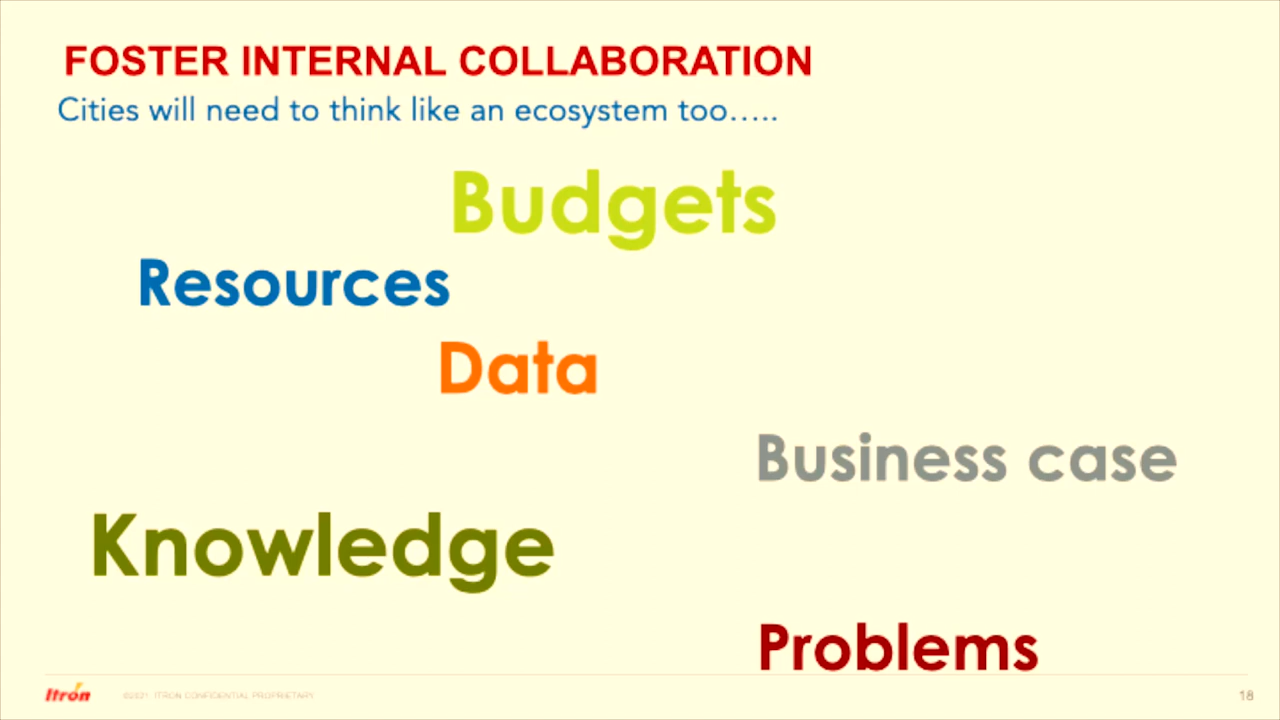 FOSTER INTERNAL COLLABORATION
Cities will need to think like an ecosystem too.....
Budgets
Resources
Data
Business case
Knowledge
Problems
Itron
©2021 ITRON CONFIDENTIAL PROPRIETARY
18